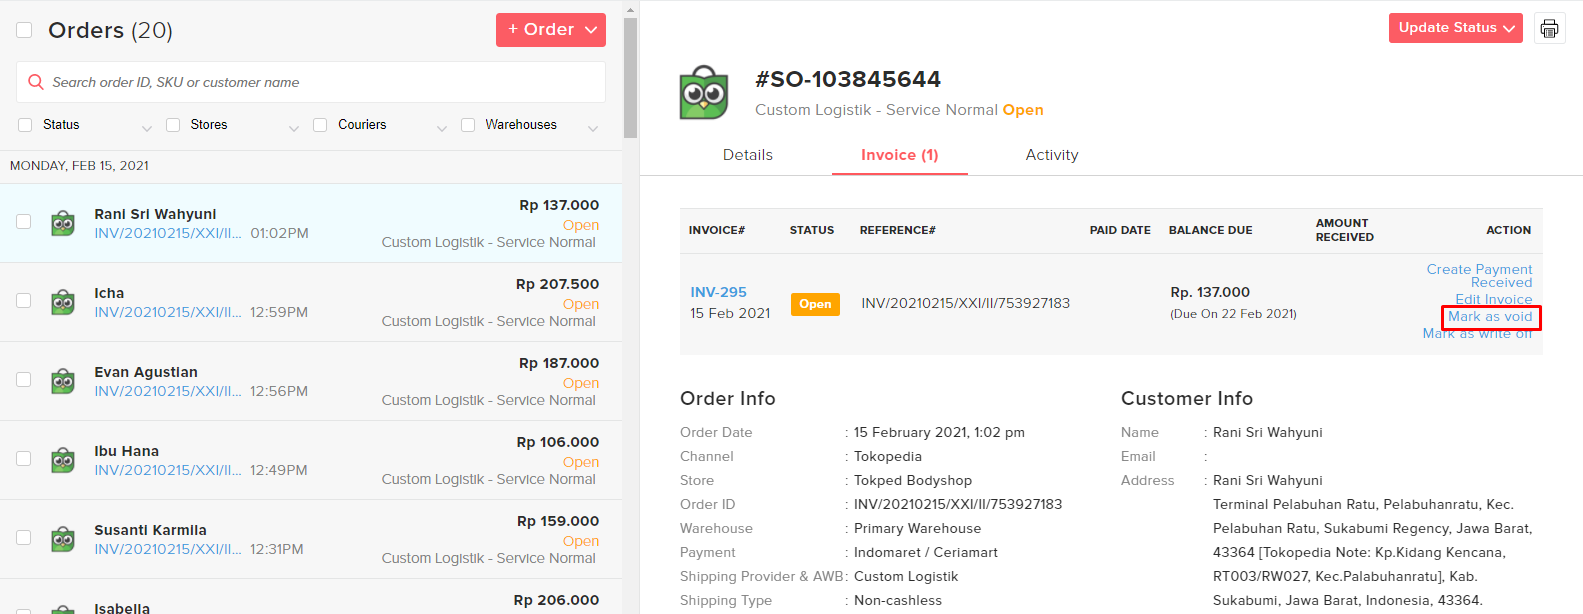 Orders (20)
+ Order
Search order ID, SKU or customer name
Status
Stores
Couriers
Warehouses
MONDAY, FEB 15, 2021
Rani Sri Wahyuni
Rp 137.000
INV/20210215/XXI/II... 01:02PM
Open
Custom Logistik - Service Normal
Icha
Rp 207.500
INV/20210215/XXI/II... 12:59PM
Open
Custom Logistik - Service Normal
Evan Agustian
Rp 187.000
INV/20210215/XXI/II... 12:56PM
Open
Custom Logistik - Service Normal
Ibu Hana
Rp 106.000
INV/20210215/XXI/II... 12:49PM
Open
Custom Logistik - Service Normal
Susanti Karmila
Rp 159.000
INV/20210215/XXI/II... 12:31PM
Open
Custom Logistik - Service Normal
Isabella
Rp 206.000
Update Status
#SO-103845644
Custom Logistik - Service Normal Open
Details
Invoice (1)
Activity
INVOICE# STATUS REFERENCE# PAID DATE BALANCE DUE AMOUNT RECEIVED ACTION
INV-295
15 Feb 2021
Open
INV/20210215/XXI/II/753927183
Rp. 137.000
(Due On 22 Feb 2021)
Create Payment
Received
Edit Invoice
Mark as void
Mark as write off
Order Info
Order Date : 15 February 2021, 1:02 pm
Channel : Tokopedia
Store : Tokped Bodyshop
Order ID : INV/20210215/XXI/II/753927183
Warehouse : Primary Warehouse
Payment : Indomaret / Ceriamart
Shipping Provider & AWB : Custom Logistik
Shipping Type : Non-cashless
Customer Info
Name : Rani Sri Wahyuni
Email :
Address : Rani Sri Wahyuni
Terminal Pelabuhan Ratu, Pelabuhanratu, Kec.
Pelabuhan Ratu, Sukabumi Regency, Jawa Barat,
43364 [Tokopedia Note: Kp.Kidang Kencana,
RT003/RW027, Kec.Palabuhanratu], Kab.
Sukabumi, Jawa Barat, Indonesia, 43364.